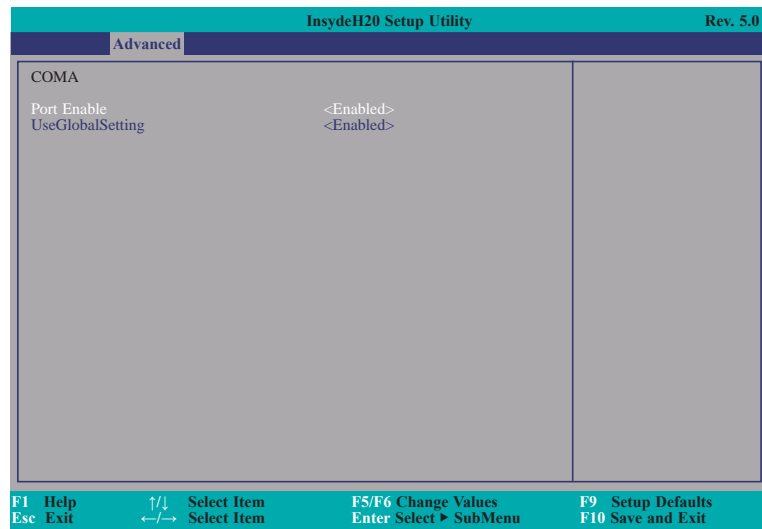 InsydeH20 Setup Utility Rev. 5.0
Advanced
COMA
Port Enable <Enabled>
UseGlobalSetting <Enabled>
F1 Help ↑/↓ Select Item F5/F6 Change Values F9 Setup Defaults
Esc Exit ←/→ Select Item Enter Select ▶ SubMenu F10 Save and Exit